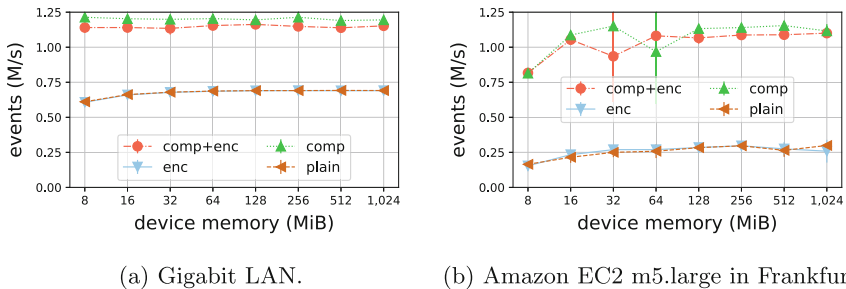 1.25
1.00
0.75
0.50
0.25
0.00
events (M/s)
comp+enc
comp
enc
plain
8 16 32 64 128 256 512 1,024
device memory (MiB)
(a) Gigabit LAN.
1.25
1.00
0.75
0.50
0.25
0.00
events (M/s)
comp+enc
comp
enc
plain
8 16 32 64 128 256 512 1,024
device memory (MiB)
(b) Amazon EC2 m5.large in Frankfur